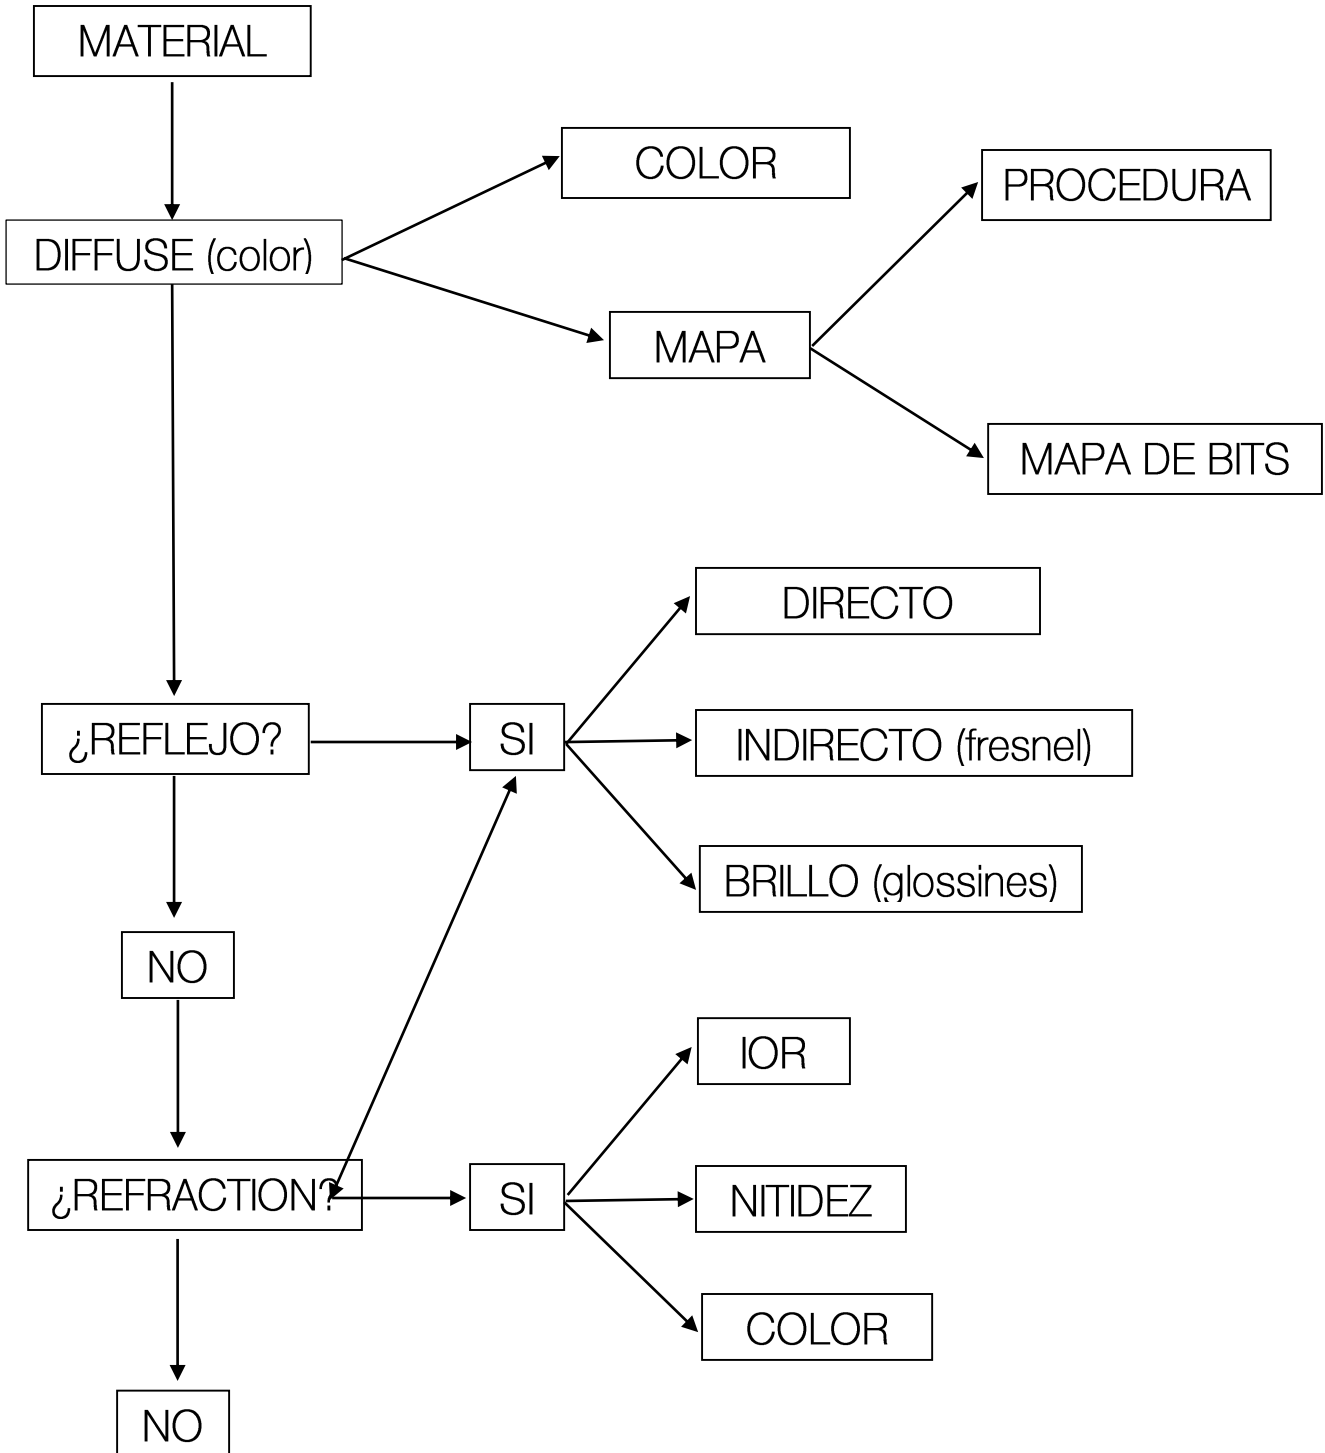 MATERIAL
COLOR
PROCEDURA
DIFFUSE (color)
MAPA
MAPA DE BITS
DIRECTO
¿REFLEJO?
SI
INDIRECTO (fresnel)
BRILLO (glossines)
NO
IOR
¿REFRACTION?
SI
NITIDEZ
COLOR
NO